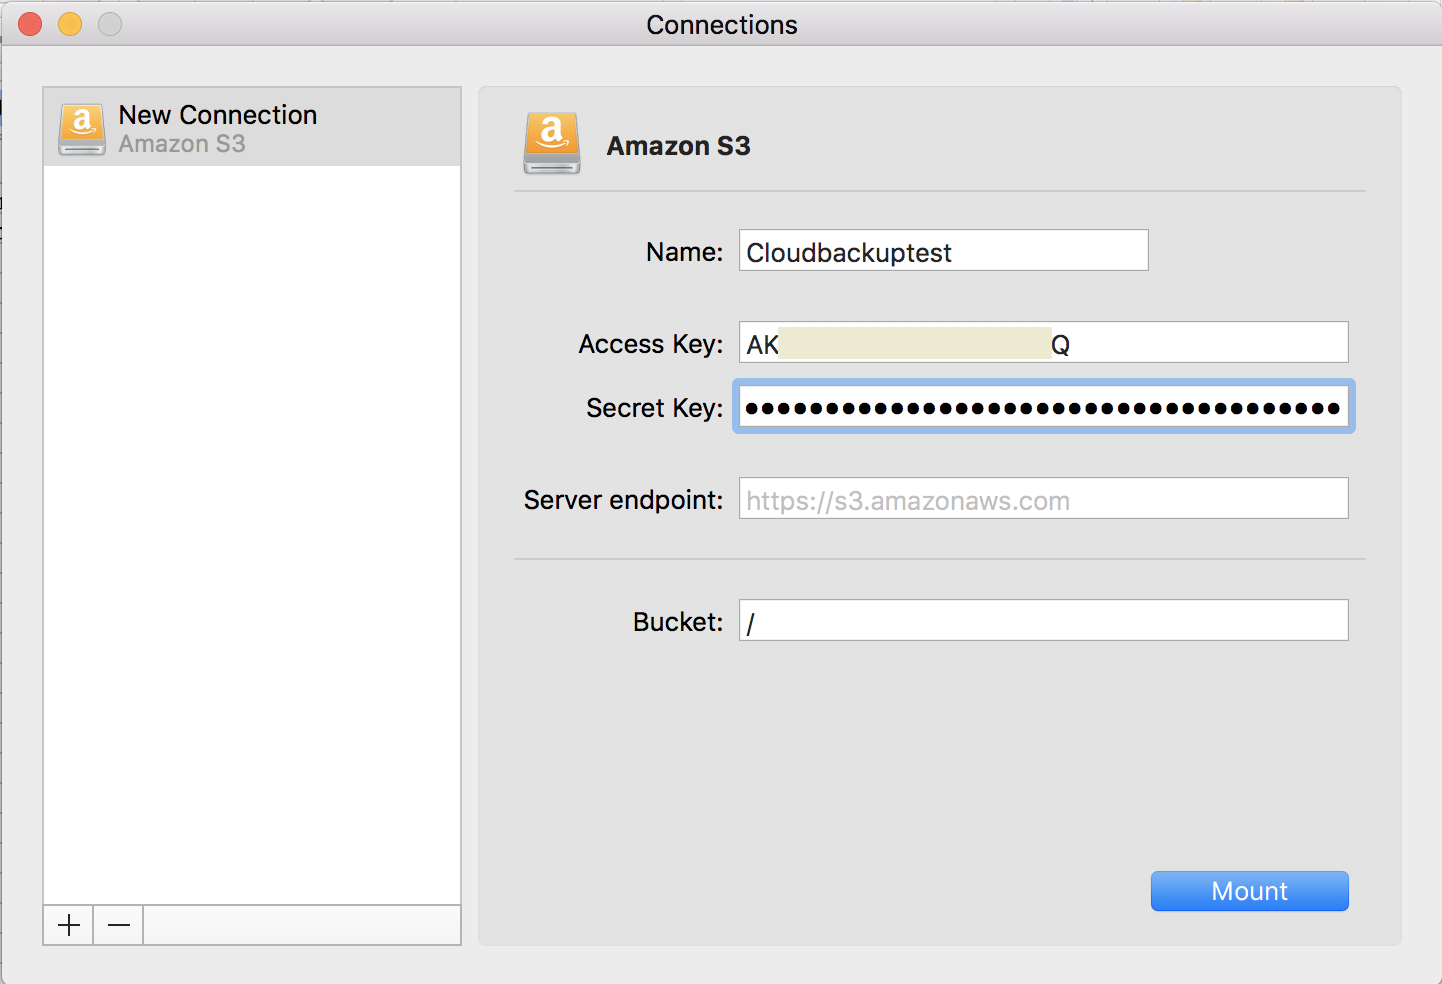 Connections
New Connection
Amazon S3
Amazon S3
Name: Cloudbackuptest
Access Key: AK Q
Secret Key: •••••••••••••••••••••••••••••••••••••
Server endpoint: https://s3.amazonaws.com
Bucket: /
Mount